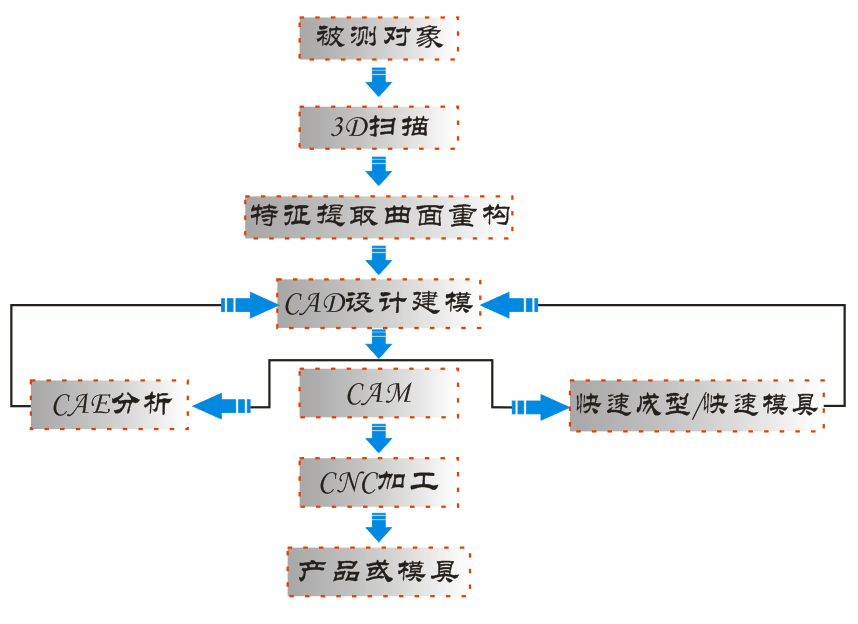 被测对象
3D扫描
特征提取曲面重构
CAD设计建模
CAM
CAE分析
快速成型/快速模具
CNC加工
产品或模具